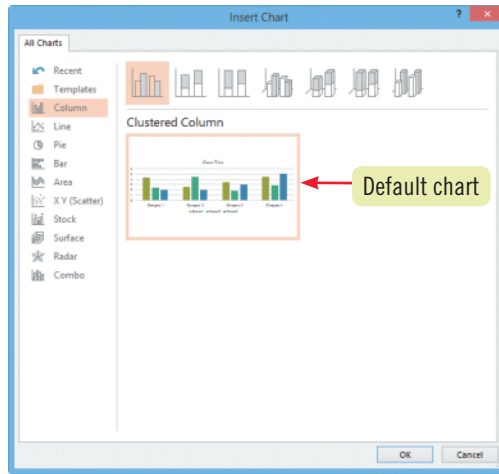 Insert Chart
?
All Charts
Recent
Templates
Column
Line
Pie
Bar
Area
X Y (Scatter)
Stock
Surface
Radar
Combo
Clustered Column
Default chart
OK
Cancel